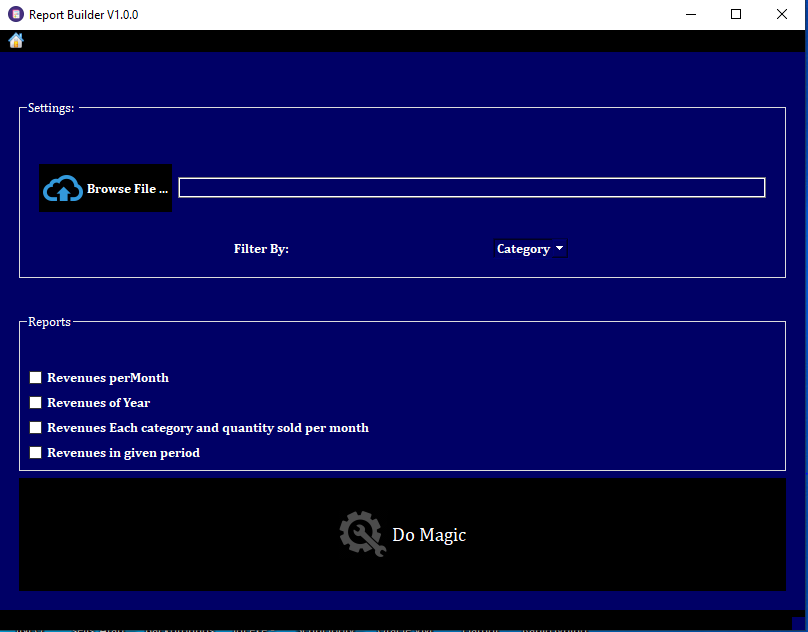 Report Builder V1.0.0
Settings:
Browse File ...
Filter By:
Category
Reports
Revenues perMonth
Revenues of Year
Revenues Each category and quantity sold per month
Revenues in given period
Do Magic